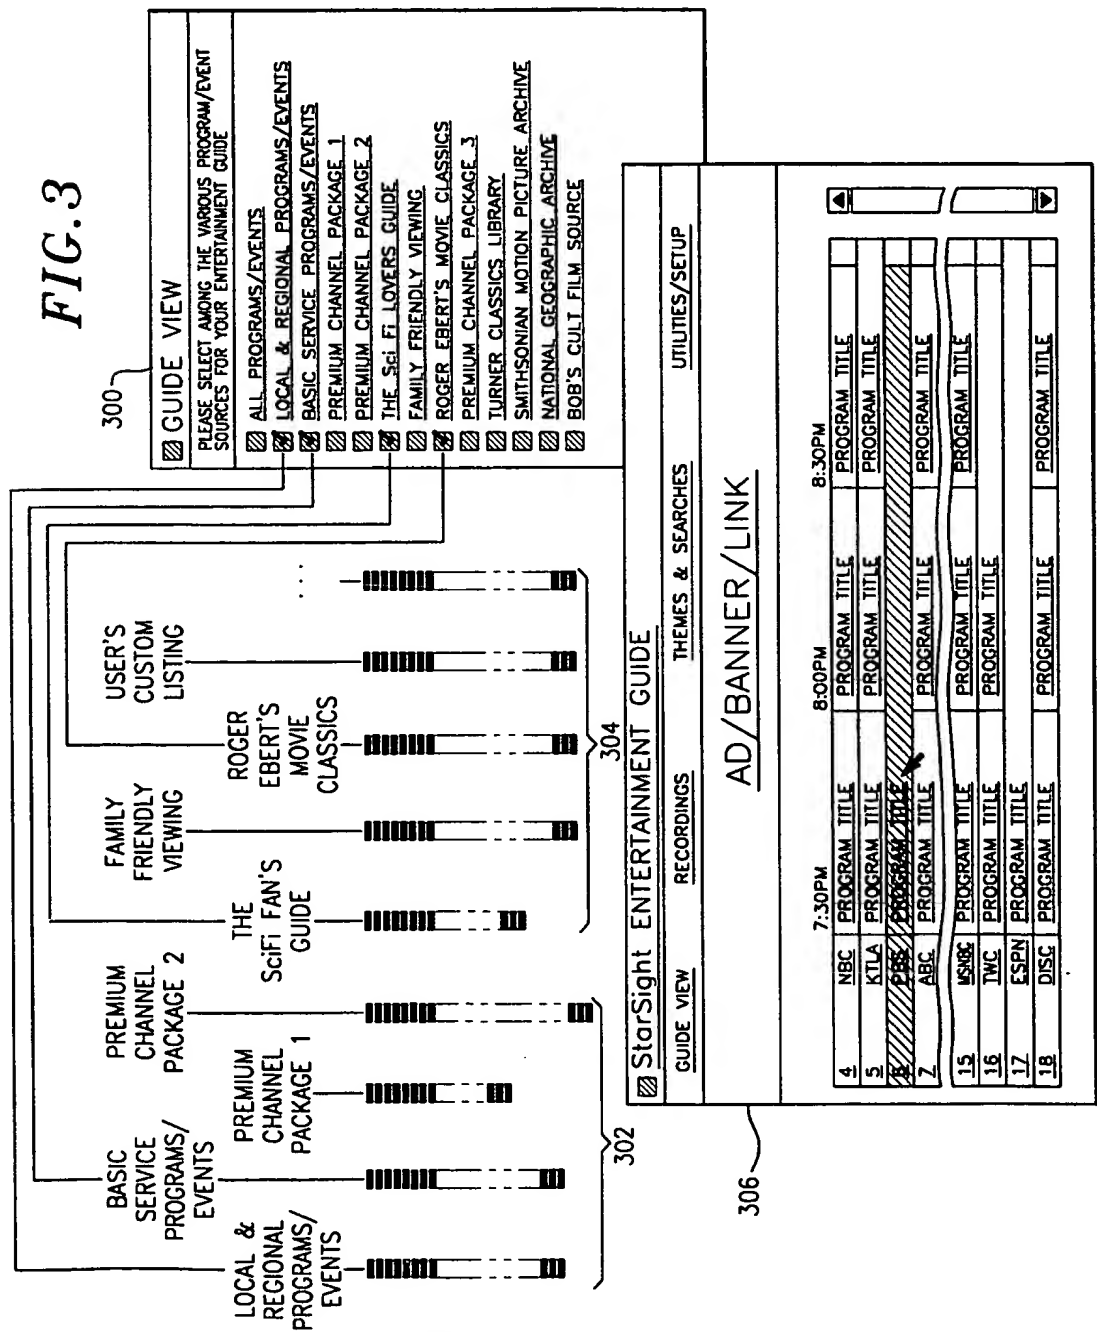 FIG.3
300
GUIDE VIEW
PLEASE SELECT AMONG THE VARIOUS PROGRAM/EVENT
SOURCES FOR YOUR ENTERTAINMENT GUIDE
ALL PROGRAMS/EVENTS
LOCAL & REGIONAL PROGRAMS/EVENTS
BASIC SERVICE PROGRAMS/EVENTS
PREMIUM CHANNEL PACKAGE 1
PREMIUM CHANNEL PACKAGE 2
THE Sci Fi LOVERS GUIDE
FAMILY FRIENDLY VIEWING
ROGER EBERT'S MOVIE CLASSICS
PREMIUM CHANNEL PACKAGE 3
TURNER CLASSICS LIBRARY
SMITHSONIAN MOTION PICTURE ARCHIVE
NATIONAL GEOGRAPHIC ARCHIVE
BOB'S CULT FILM SOURCE
LOCAL &
REGIONAL
PROGRAMS/
EVENTS
BASIC
SERVICE
PROGRAMS/
EVENTS
PREMIUM
CHANNEL
PACKAGE 1
PREMIUM
CHANNEL
PACKAGE 2
THE
SciFi FAN'S
GUIDE
FAMILY
FRIENDLY
VIEWING
ROGER
EBERT'S
MOVIE
CLASSICS
USER'S
CUSTOM
LISTING
. . .
302
304
306
StarSight ENTERTAINMENT GUIDE
GUIDE VIEW RECORDINGS THEMES & SEARCHES UTILITIES/SETUP
AD/BANNER/LINK
7:30PM 8:00PM 8:30PM
4 NBC PROGRAM TITLE PROGRAM TITLE PROGRAM TITLE
5 KTLA PROGRAM TITLE PROGRAM TITLE PROGRAM TITLE
6 PBS PROGRAM TITLE
7 ABC PROGRAM TITLE PROGRAM TITLE PROGRAM TITLE
15 MSNBC PROGRAM TITLE PROGRAM TITLE PROGRAM TITLE
16 TWC PROGRAM TITLE PROGRAM TITLE
17 ESPN PROGRAM TITLE
18 DISC PROGRAM TITLE PROGRAM TITLE PROGRAM TITLE